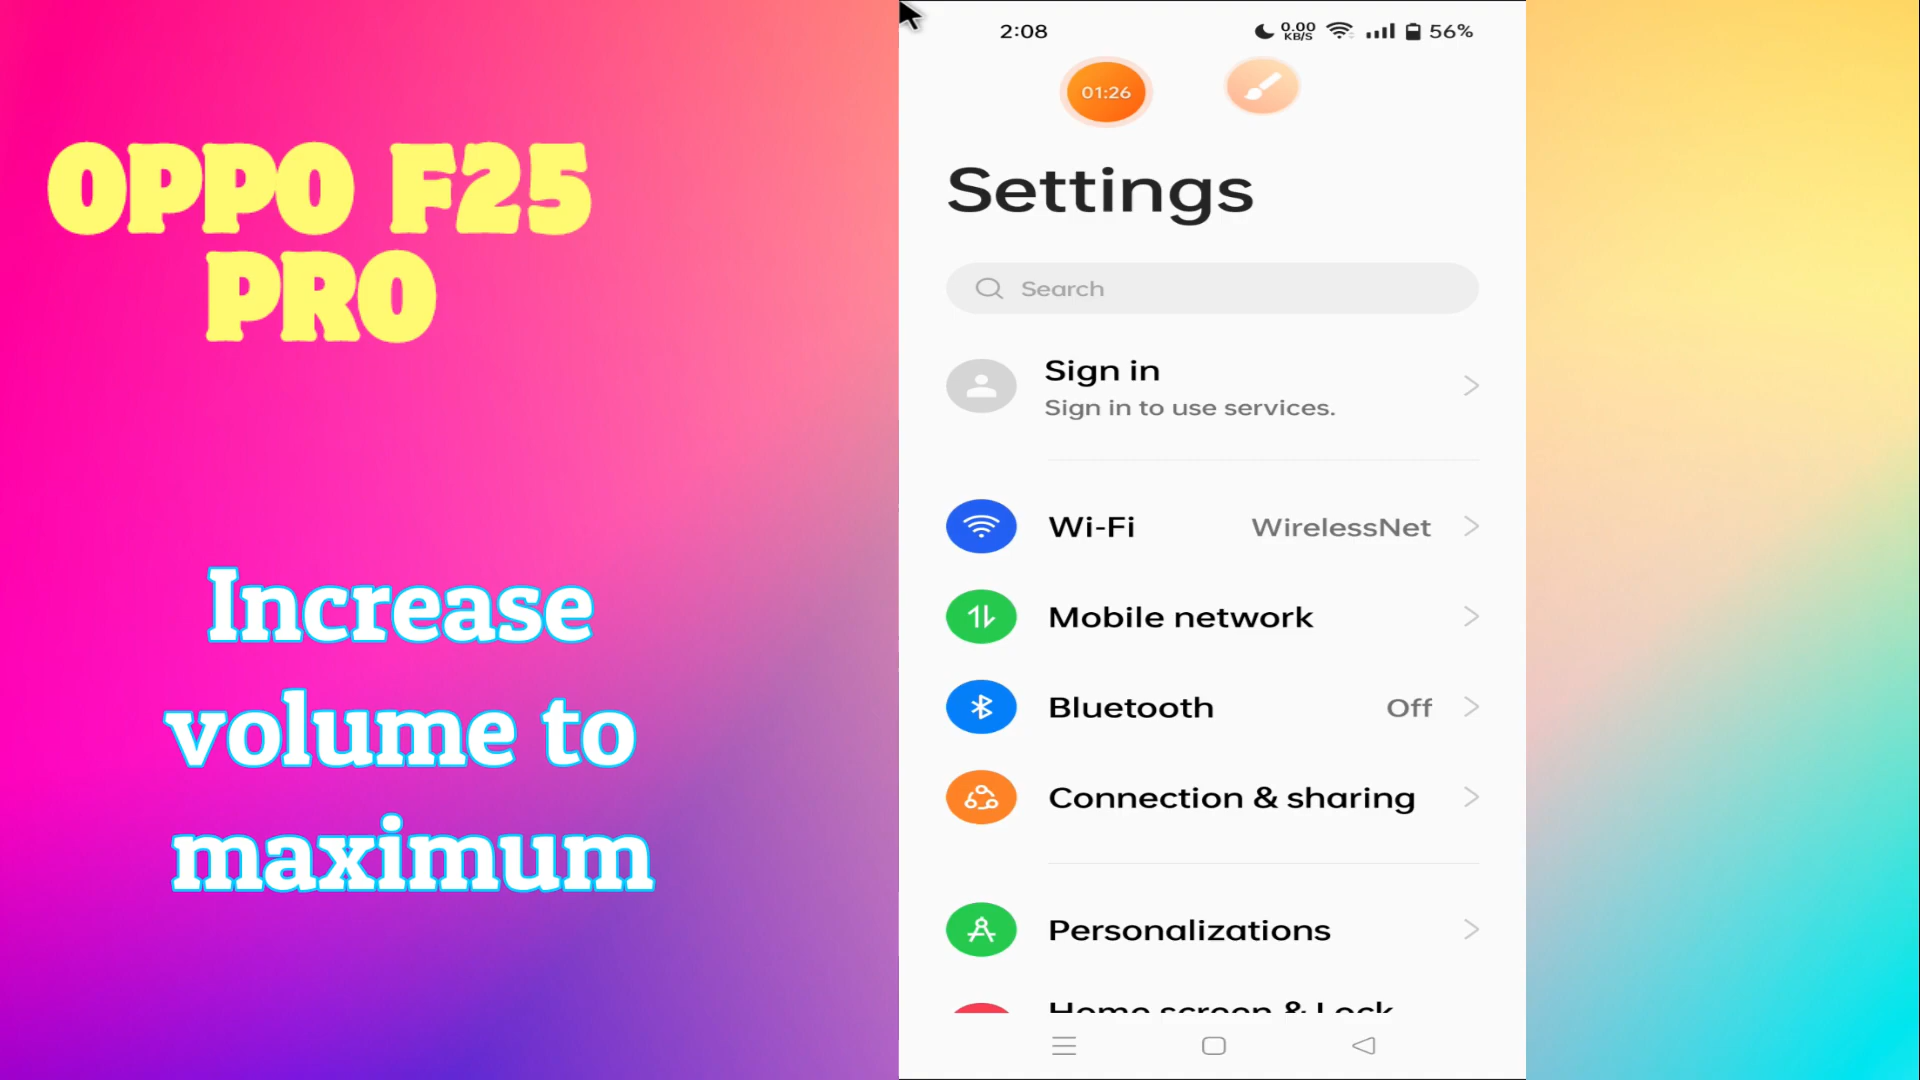 OPPO F25
PRO
Increase
volume to
maximum
2:08
0.00
KB/S
56%
01:26
Settings
Search
Sign in
Sign in to use services.
Wi-Fi
WirelessNet
Mobile network
Bluetooth
Off
Connection & sharing
Personalizations
Home screen & Lock